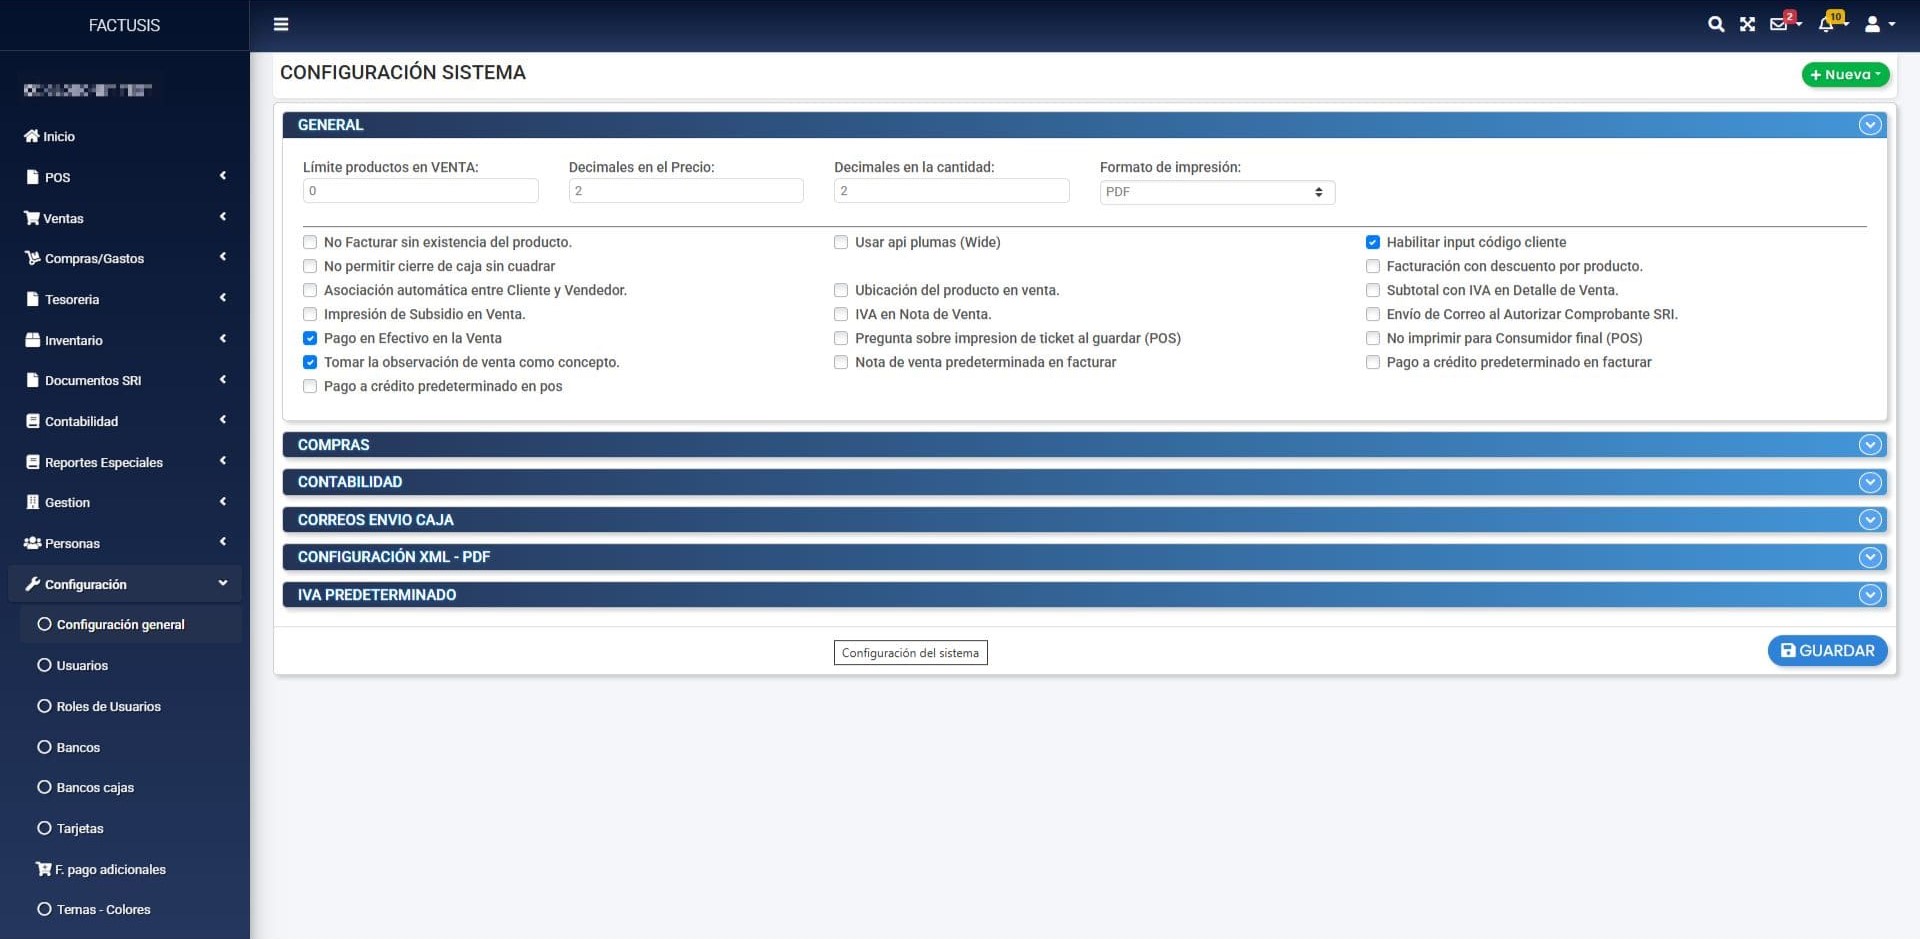 FACTUSIS
2
10
CONFIGURACIÓN SISTEMA
Nueva
Inicio
POS
Ventas
Compras/Gastos
Tesoreria
Inventario
Documentos SRI
Contabilidad
Reportes Especiales
Gestion
Personas
Configuración
Configuración general
Usuarios
Roles de Usuarios
Bancos
Bancos cajas
Tarjetas
F. pago adicionales
Temas - Colores
GENERAL
Límite productos en VENTA:
Decimales en el Precio:
Decimales en la cantidad:
Formato de impresión:
0
2
2
PDF
No Facturar sin existencia del producto.
Usar api plumas (Wide)
Habilitar input código cliente
No permitir cierre de caja sin cuadrar
Facturación con descuento por producto.
Asociación automática entre Cliente y Vendedor.
Ubicación del producto en venta.
Subtotal con IVA en Detalle de Venta.
Impresión de Subsidio en Venta.
IVA en Nota de Venta.
Envío de Correo al Autorizar Comprobante SRI.
Pago en Efectivo en la Venta
Pregunta sobre impresion de ticket al guardar (POS)
No imprimir para Consumidor final (POS)
Tomar la observación de venta como concepto.
Nota de venta predeterminada en facturar
Pago a crédito predeterminado en facturar
Pago a crédito predeterminado en pos
COMPRAS
CONTABILIDAD
CORREOS ENVIO CAJA
CONFIGURACIÓN XML - PDF
IVA PREDETERMINADO
Configuración del sistema
GUARDAR